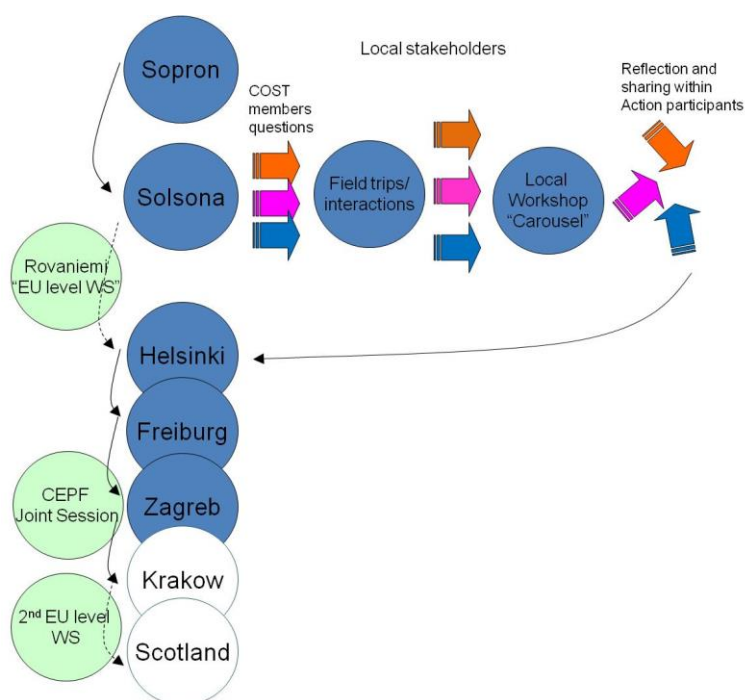 Sopron
Local stakeholders
COST
members
questions
Reflection and
sharing within
Action participants
Solsona
Field trips/
interactions
Local
Workshop
“Carousel”
Rovaniemi
“EU level WS”
Helsinki
Freiburg
CEPF
Joint Session
Zagreb
Krakow
2nd EU level
WS
Scotland